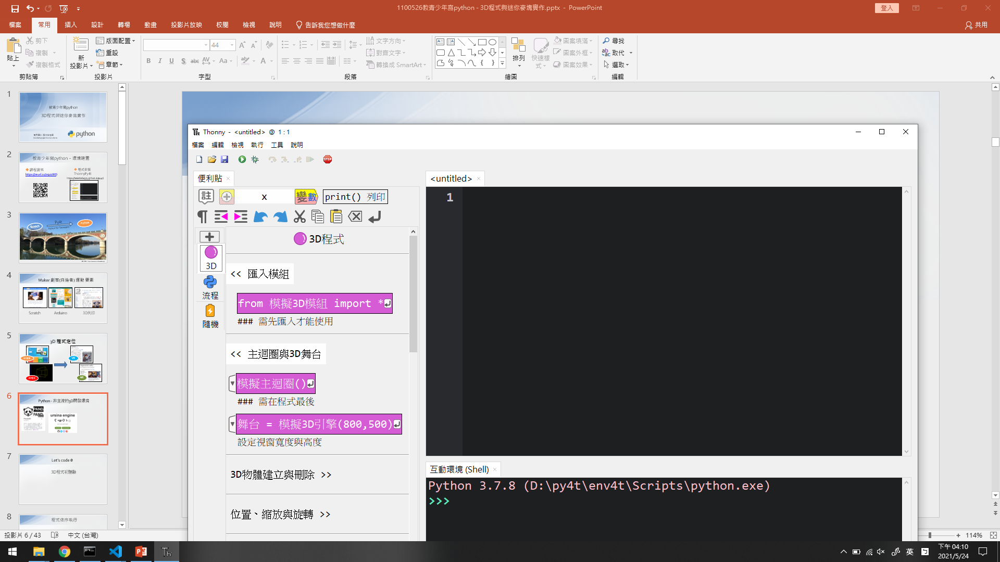 1100526教青少年寫python - 3D程式與迷你麥塊實作.pptx - PowerPoint
登入
檔案 常用 插入 設計 轉場 動畫 投影片放映 校閱 檢視 說明 告訴我您想做什麼 共用
貼上
剪下
複製
複製格式
剪貼簿
新
投影片
版面配置
重設
章節
投影片
44
B I U S abc AV Aa A
字型
文字方向
對齊文字
轉換成 SmartArt
段落
排列
快速樣
式
圖案填滿
圖案外框
圖案效果
繪圖
尋找
取代
選取
編輯
1
教青少年寫python
3D程式與迷你麥塊實作
python
2
教青少年寫python - 環境建置
課程資料
程式安裝
ThonnyPy4t
3
Scratch
Py4t
Python
4
Maker 創客(自造者) 運動 要素
Scratch Arduino 3D列印
5
3D 程式定位
VR
AR
6
Python - 非主流的3D開發環境
ursina engine
7
Let's code 0
3D程式初體驗
8
程式依序執行
Thonny - <untitled> @ 1 : 1
檔案 編輯 檢視 執行 工具 說明
STOP
便利貼
註 x 變數 print() 列印
3D
流程
隨機
3D程式
<< 匯入模組
from 模擬3D模組 import *
### 需先匯入才能使用
<< 主迴圈與3D舞台
模擬主迴圈()
### 需在程式最後
舞台 = 模擬3D引擎(800,500)
設定視窗寬度與高度
3D物體建立與刪除 >>
位置、縮放與旋轉 >>
<untitled>
1
互動環境 (Shell)
Python 3.7.8 (D:\py4t\env4t\Scripts\python.exe)
>>>
投影片 6 / 43 中文 (台灣)
114%
英
下午 04:10
2021/5/24